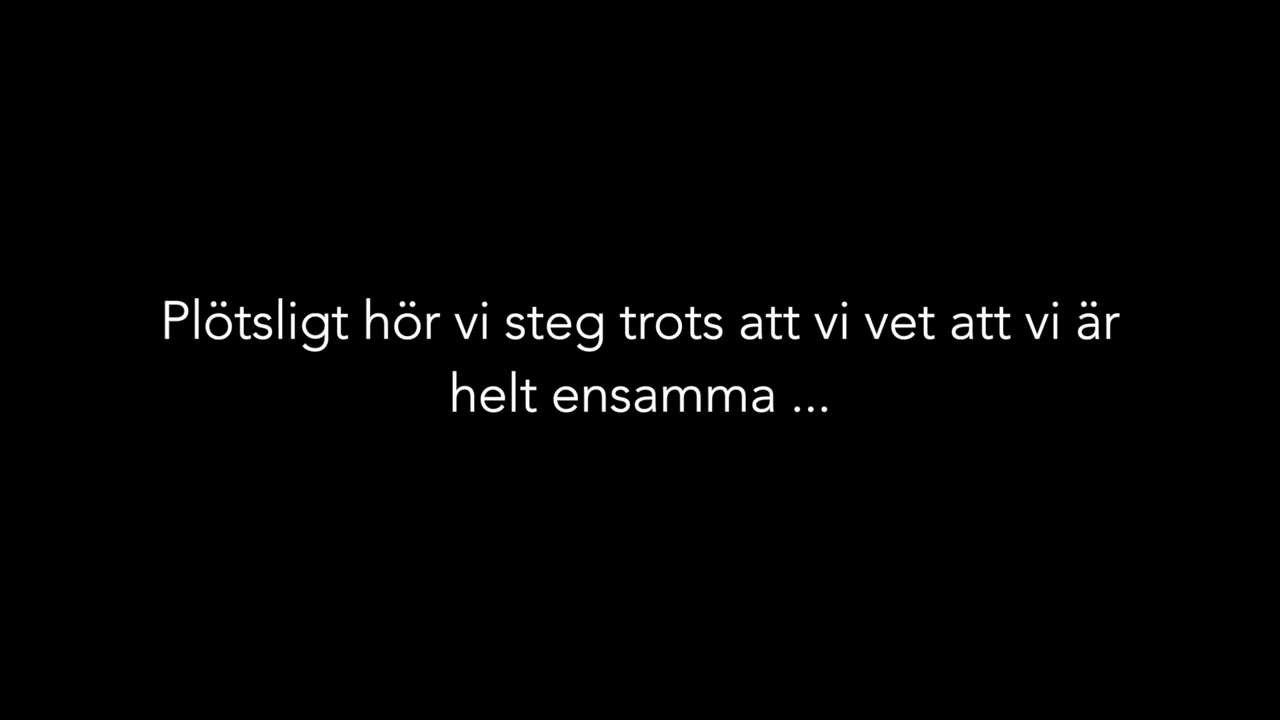 Plötsligt hör vi steg trots att vi vet att vi är
helt ensamma ...